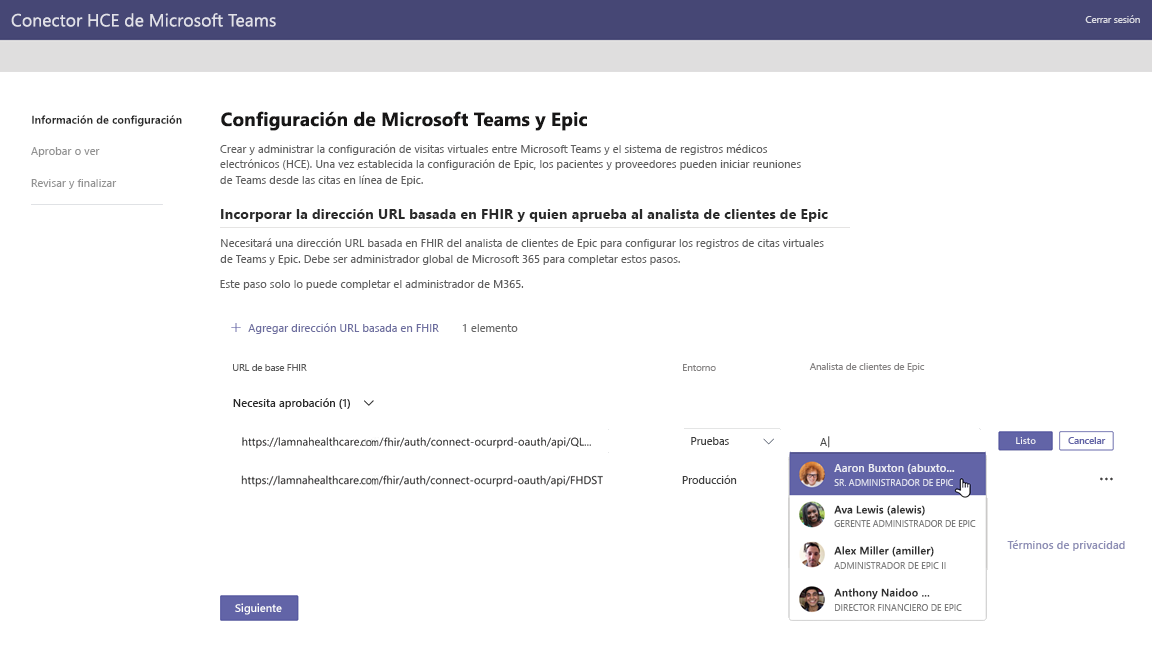 Conector HCE de Microsoft Teams
Cerrar sesión
Información de configuración
Aprobar o ver
Revisar y finalizar
Configuración de Microsoft Teams y Epic
Crear y administrar la configuración de visitas virtuales entre Microsoft Teams y el sistema de registros médicos
electrónicos (HCE). Una vez establecida la configuración de Epic, los pacientes y proveedores pueden iniciar reuniones
de Teams desde las citas en línea de Epic.
Incorporar la dirección URL basada en FHIR y quien aprueba al analista de clientes de Epic
Necesitará una dirección URL basada en FHIR del analista de clientes de Epic para configurar los registros de citas virtuales
de Teams y Epic. Debe ser administrador global de Microsoft 365 para completar estos pasos.
Este paso solo lo puede completar el administrador de M365.
+ Agregar dirección URL basada en FHIR 1 elemento
URL de base FHIR Entorno Analista de clientes de Epic
Necesita aprobación (1)
https://lamnahealthcare.com/fhir/auth/connect-ocurprd-oauth/api/QL... Pruebas A Listo Cancelar
https://lamnahealthcare.com/fhir/auth/connect-ocurprd-oauth/api/FHDST Producción ...
Aaron Buxton (abuxto...
SR. ADMINISTRADOR DE EPIC
Ava Lewis (alewis)
GERENTE ADMINISTRADOR DE EPIC
Alex Miller (amiller)
ADMINISTRADOR DE EPIC II
Anthony Naidoo ...
DIRECTOR FINANCIERO DE EPIC
Términos de privacidad
Siguiente